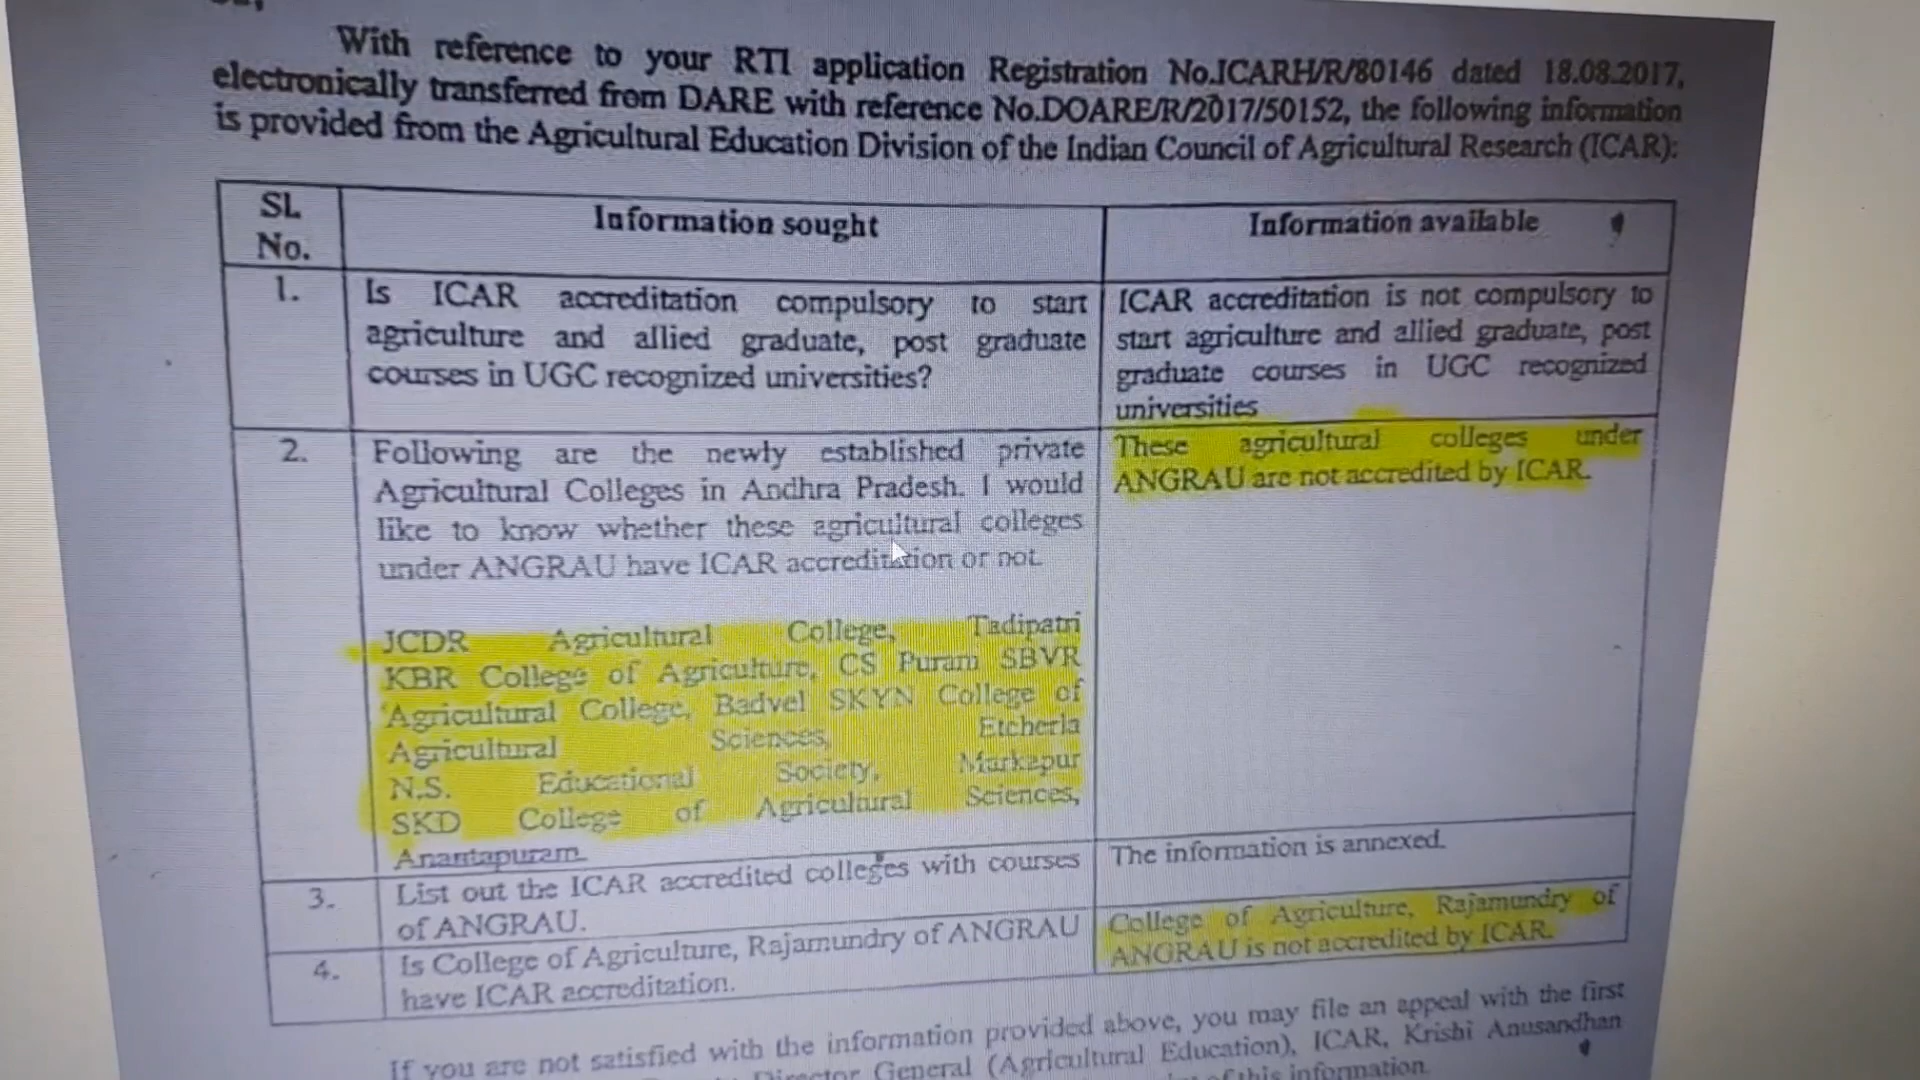 With reference to your RTI application Registration No.ICARH/R/80146 dated 18.08.2017,
electronically transferred from DARE with reference No.DOARE/R/2017/50152, the following information
is provided from the Agricultural Education Division of the Indian Council of Agricultural Research (ICAR):
SL
No.
Information sought
Information available
1.
Is ICAR accreditation compulsory to start
agriculture and allied graduate, post graduate
courses in UGC recognized universities?
ICAR accreditation is not compulsory to
start agriculture and allied graduate, post
graduate courses in UGC recognized
universities
2.
Following are the newly established private
Agricultural Colleges in Andhra Pradesh. I would
like to know whether these agricultural colleges
under ANGRAU have ICAR accreditation or not.
JCDR Agricultural College, Tadipatri
KBR College of Agriculture, CS Puram SBVR
Agricultural College, Badvel SKYN College of
Agricultural Sciences, Etcherla
N.S. Educational Society, Markapur
SKD College of Agricultural Sciences,
Anantapuram
These agricultural colleges under
ANGRAU are not accredited by ICAR.
3.
List out the ICAR accredited colleges with courses
of ANGRAU.
The information is annexed.
4.
Is College of Agriculture, Rajamundry of ANGRAU
have ICAR accreditation.
College of Agriculture, Rajamundry of
ANGRAU is not accredited by ICAR.
If you are not satisfied with the information provided above, you may file an appeal with the first
Director General (Agricultural Education), ICAR, Krishi Anusandhan
of this information